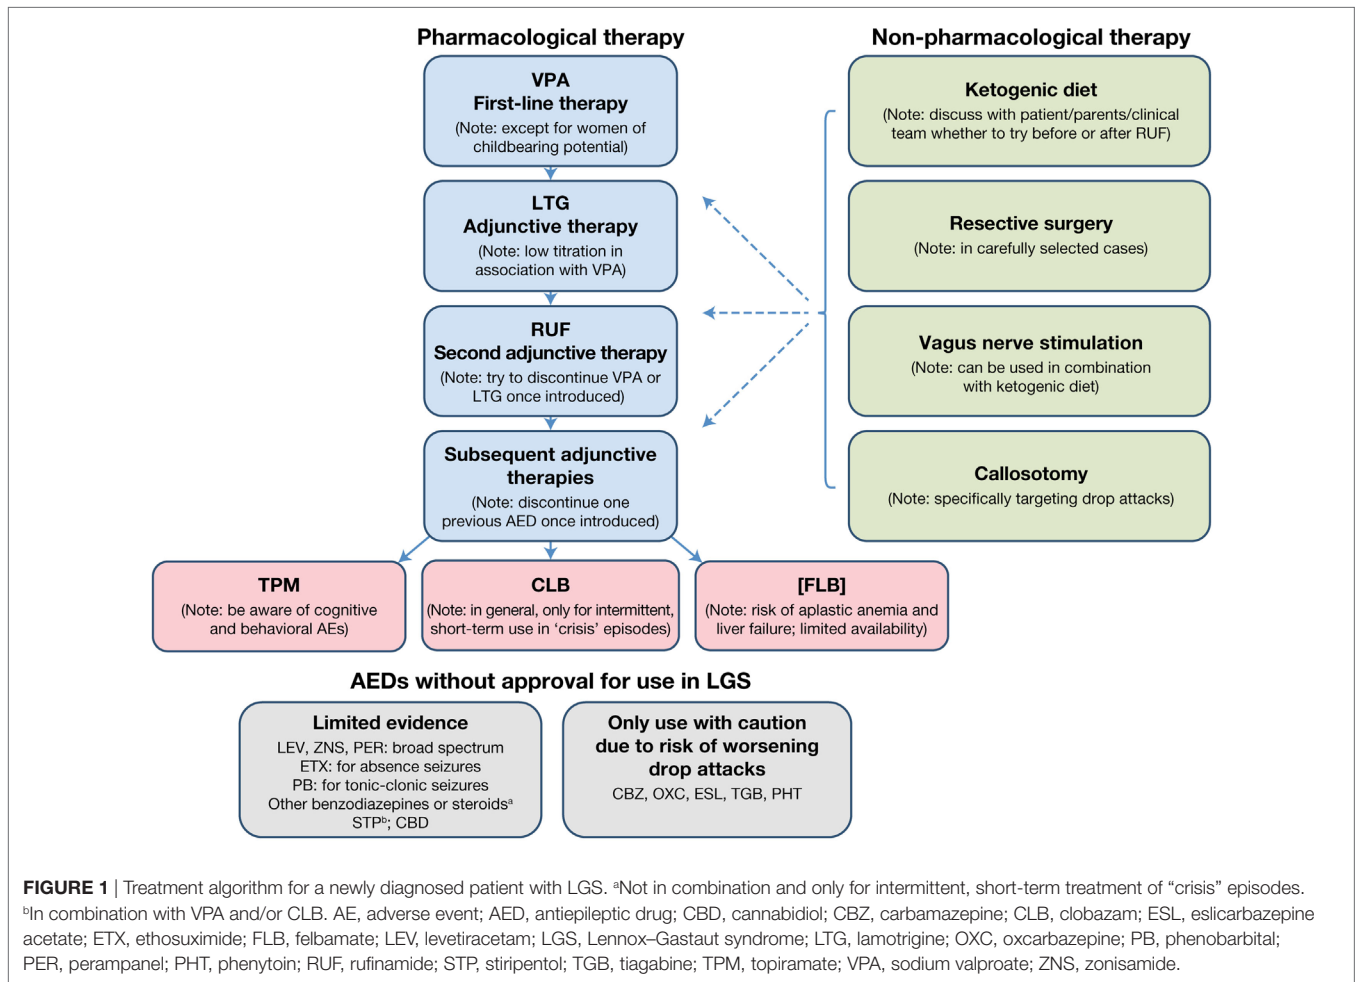 Pharmacological therapy
VPA
First-line therapy
(Note: except for women of
childbearing potential)
LTG
Adjunctive therapy
(Note: low titration in
association with VPA)
RUF
Second adjunctive therapy
(Note: try to discontinue VPA or
LTG once introduced)
Subsequent adjunctive
therapies
(Note: discontinue one
previous AED once introduced)
TPM
(Note: be aware of cognitive
and behavioral AEs)
CLB
(Note: in general, only for intermittent,
short-term use in ‘crisis’ episodes)
[FLB]
(Note: risk of aplastic anemia and
liver failure; limited availability)
Non-pharmacological therapy
Ketogenic diet
(Note: discuss with patient/parents/clinical
team whether to try before or after RUF)
Resective surgery
(Note: in carefully selected cases)
Vagus nerve stimulation
(Note: can be used in combination
with ketogenic diet)
Callosotomy
(Note: specifically targeting drop attacks)
AEDs without approval for use in LGS
Limited evidence
LEV, ZNS, PER: broad spectrum
ETX: for absence seizures
PB: for tonic-clonic seizures
Other benzodiazepines or steroidsᵃ
STPᵇ; CBD
Only use with caution
due to risk of worsening
drop attacks
CBZ, OXC, ESL, TGB, PHT
FIGURE 1 | Treatment algorithm for a newly diagnosed patient with LGS. ᵃNot in combination and only for intermittent, short-term treatment of “crisis” episodes.
ᵇIn combination with VPA and/or CLB. AE, adverse event; AED, antiepileptic drug; CBD, cannabidiol; CBZ, carbamazepine; CLB, clobazam; ESL, eslicarbazepine
acetate; ETX, ethosuximide; FLB, felbamate; LEV, levetiracetam; LGS, Lennox–Gastaut syndrome; LTG, lamotrigine; OXC, oxcarbazepine; PB, phenobarbital;
PER, perampanel; PHT, phenytoin; RUF, rufinamide; STP, stiripentol; TGB, tiagabine; TPM, topiramate; VPA, sodium valproate; ZNS, zonisamide.